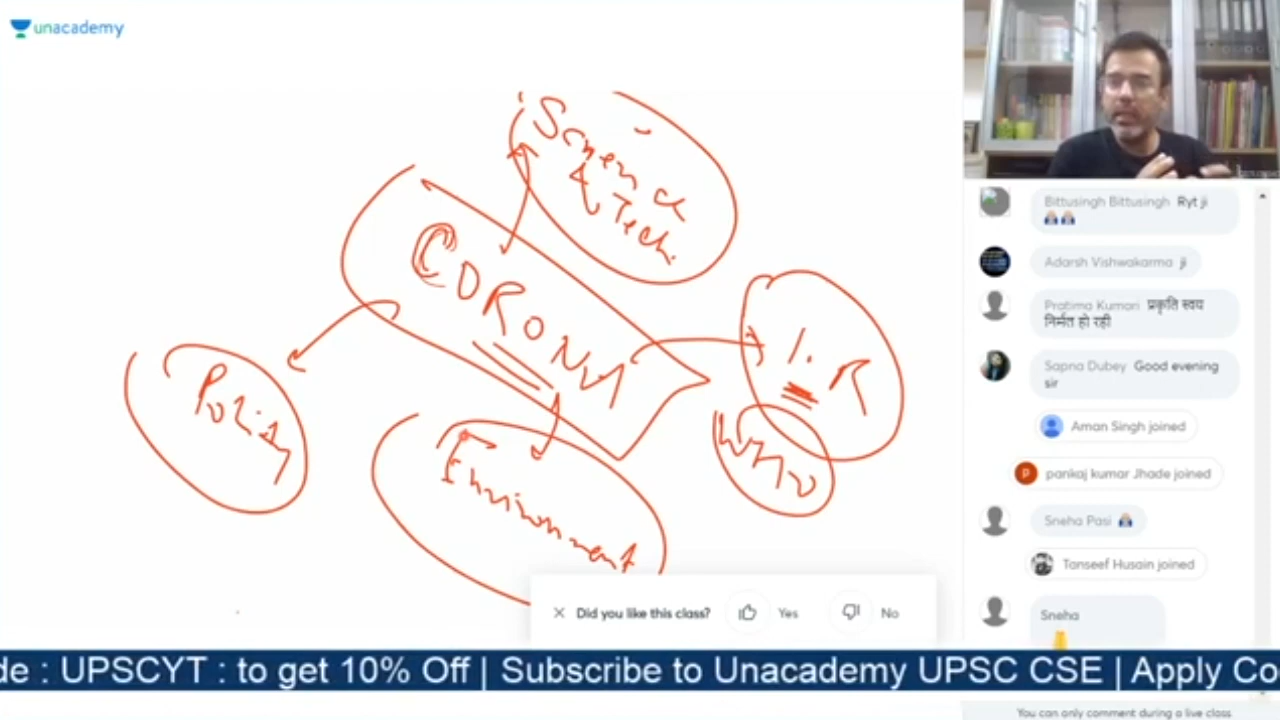 unacademy
Science
& Tech.
CORONA
I.R
WHO
Polity
Environment
Bittusingh Bittusingh Ryt ji
Adarsh Vishwakarma ji
Pratima Kumari प्रकृति स्वय
निर्मत हो रही
Sapna Dubey Good evening
sir
Aman Singh joined
P pankaj kumar Jhade joined
Sneha Pasi
Tanseef Husain joined
Sneha
Did you like this class? Yes No
de : UPSCYT : to get 10% Off | Subscribe to Unacademy UPSC CSE | Apply Co
You can only comment during a live class